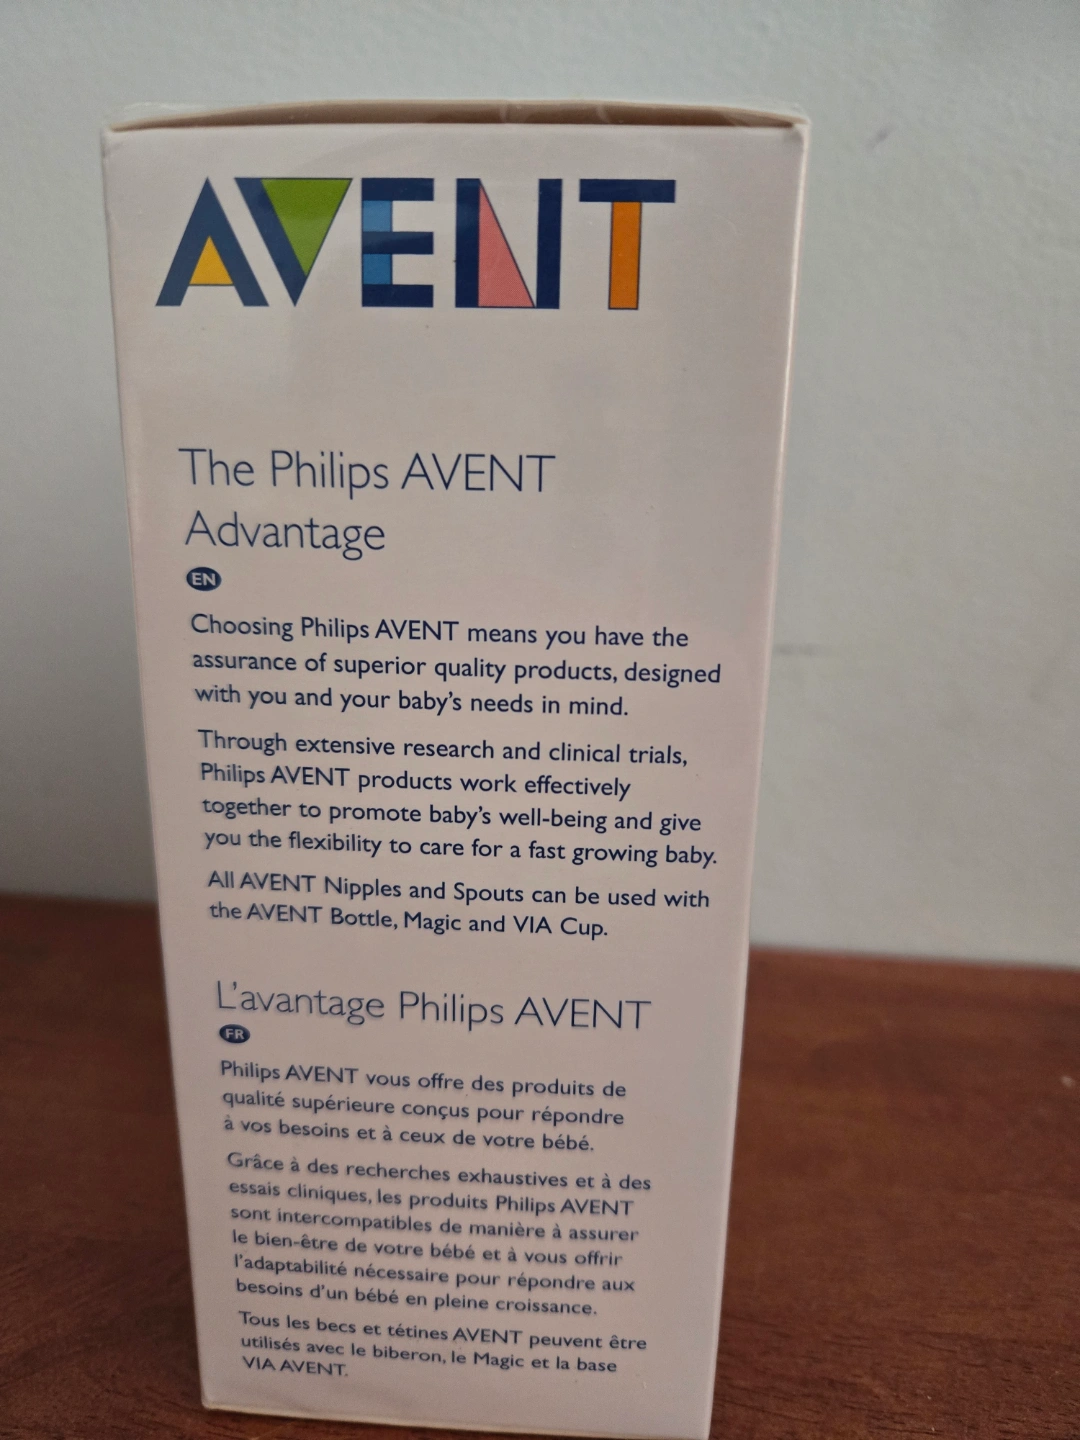 AVENT
The Philips AVENT
Advantage
EN
Choosing Philips AVENT means you have the
assurance of superior quality products, designed
with you and your baby's needs in mind.
Through extensive research and clinical trials,
Philips AVENT products work effectively
together to promote baby's well-being and give
you the flexibility to care for a fast growing baby.
All AVENT Nipples and Spouts can be used with
the AVENT Bottle, Magic and VIA Cup.
L'avantage Philips AVENT
FR
Philips AVENT vous offre des produits de
qualité supérieure conçus pour répondre
à vos besoins et à ceux de votre bébé.
Grâce à des recherches exhaustives et à des
essais cliniques, les produits Philips AVENT
sont intercompatibles de manière à assurer
le bien-être de votre bébé et à vous offrir
l'adaptabilité nécessaire pour répondre aux
besoins d'un bébé en pleine croissance.
Tous les becs et tétines AVENT peuvent être
utilisés avec le biberon, le Magic et la base
VIA AVENT.